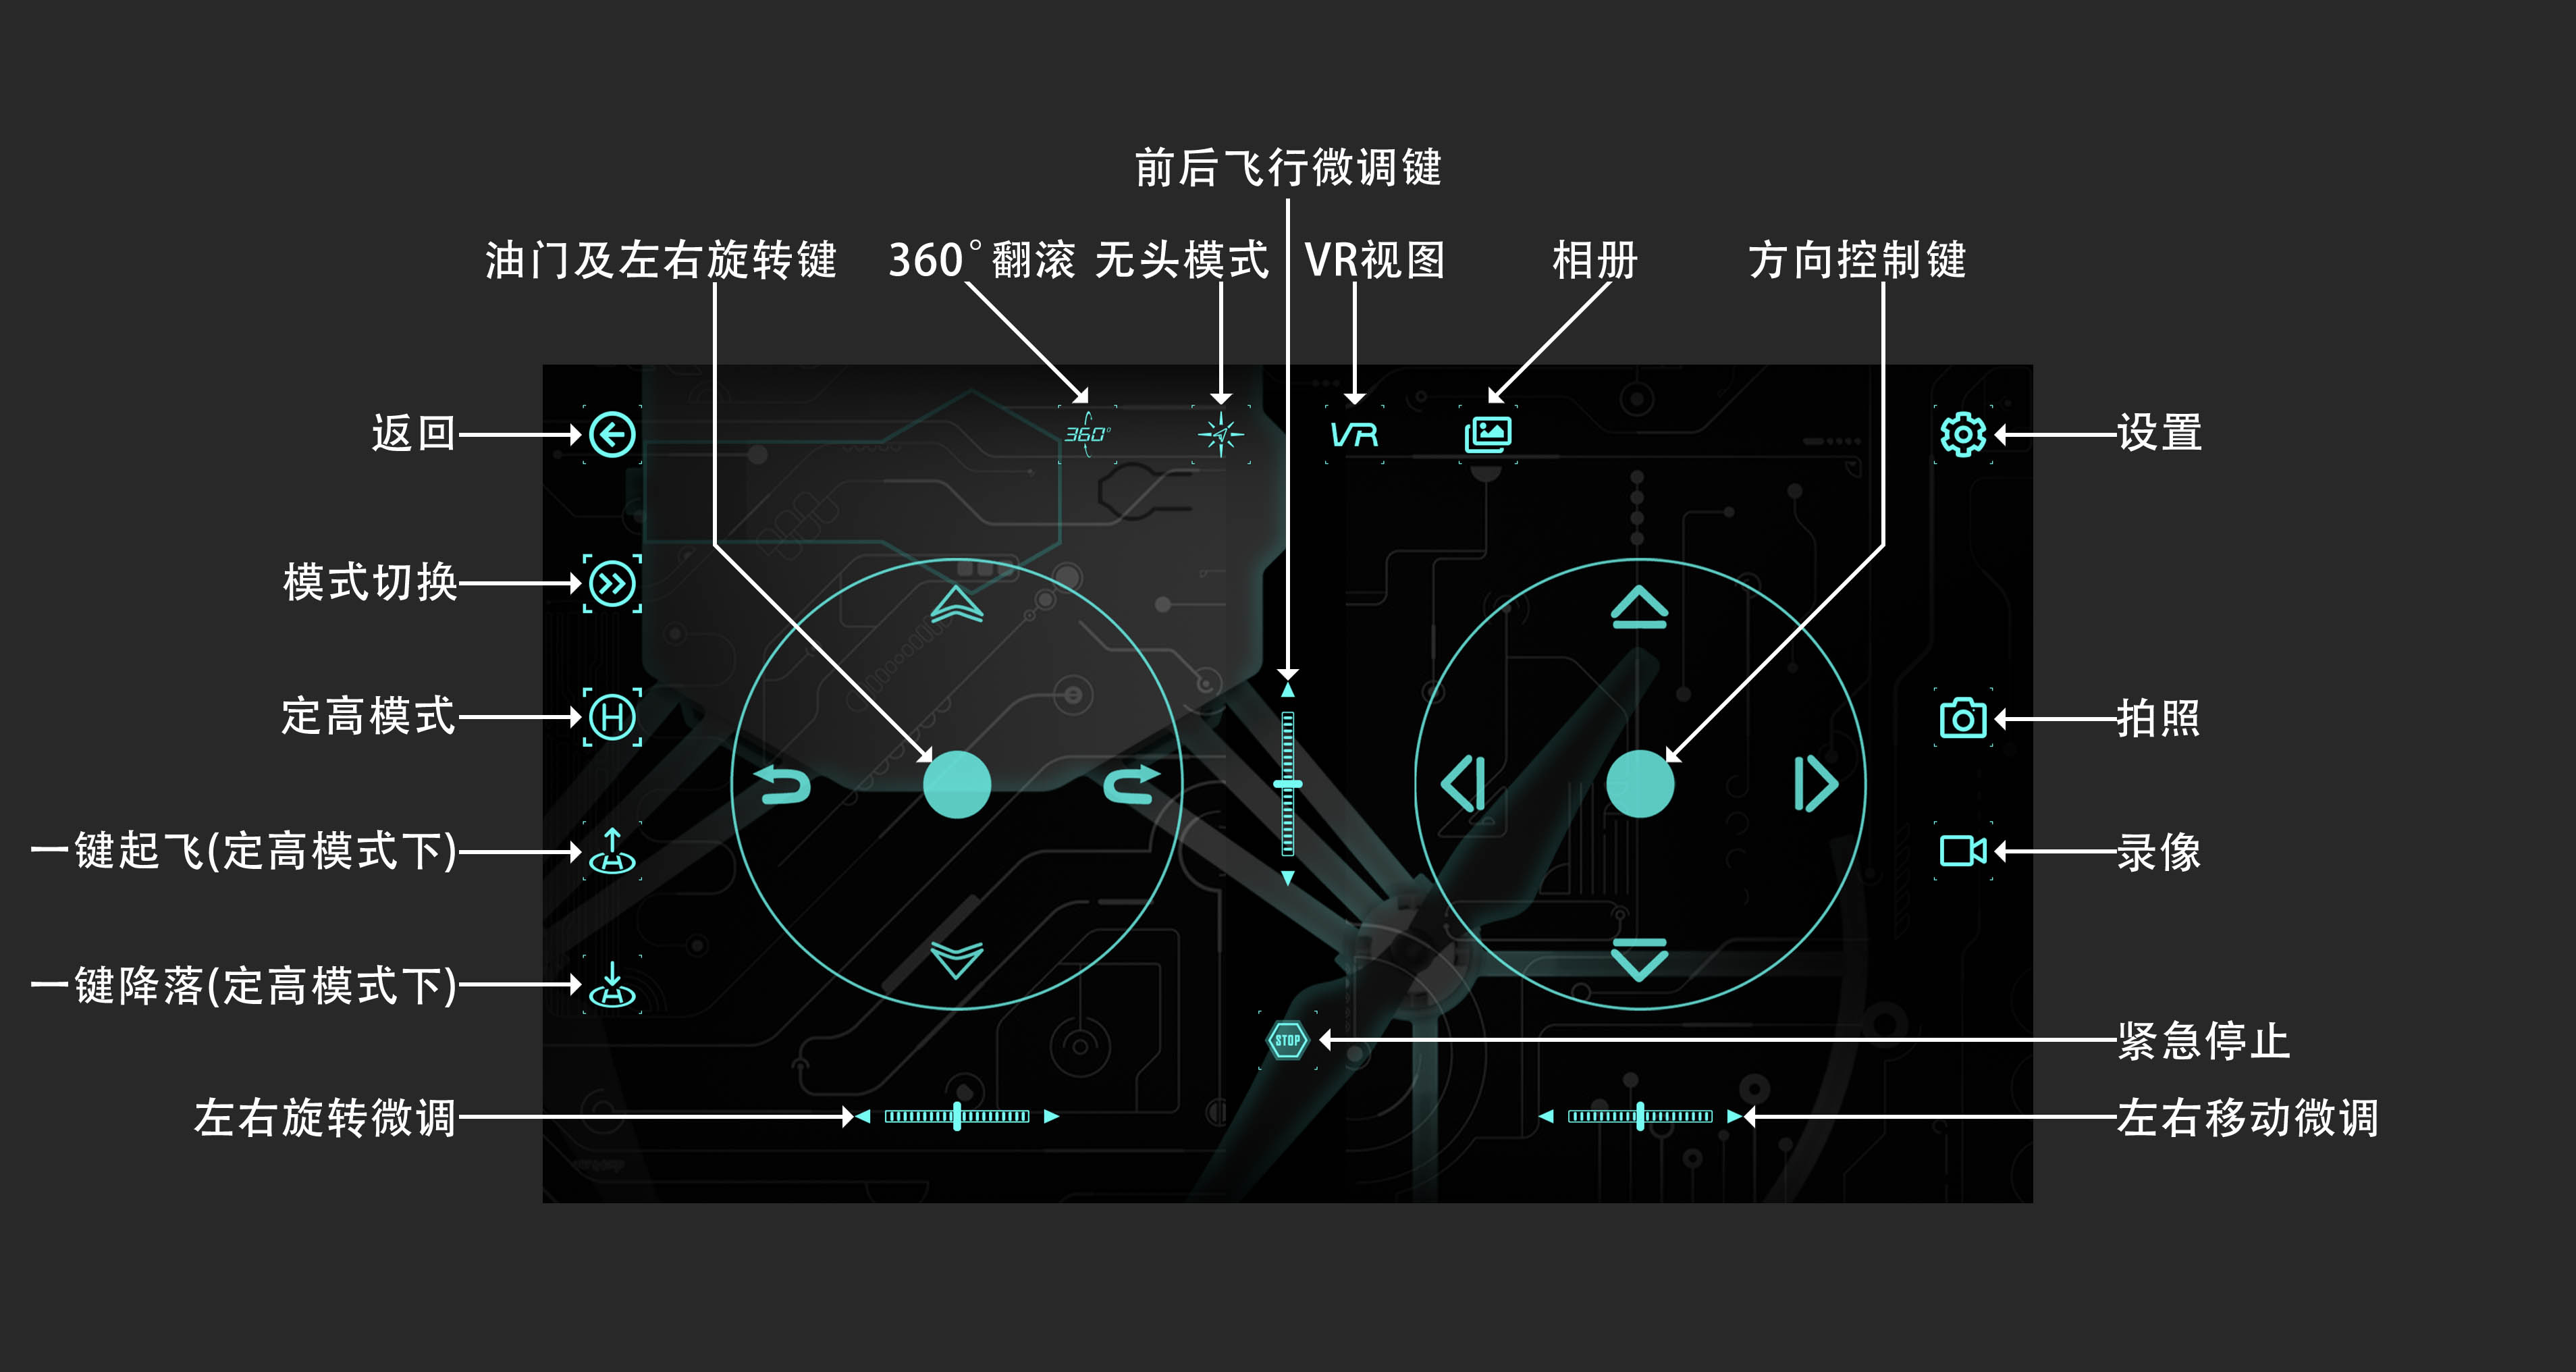 前后飞行微调键
油门及左右旋转键
360°翻滚
无头模式
VR视图
相册
方向控制键
返回
360°
VR
设置
模式切换
定高模式
H
拍照
一键起飞(定高模式下)
录像
一键降落(定高模式下)
STOP
紧急停止
左右旋转微调
左右移动微调